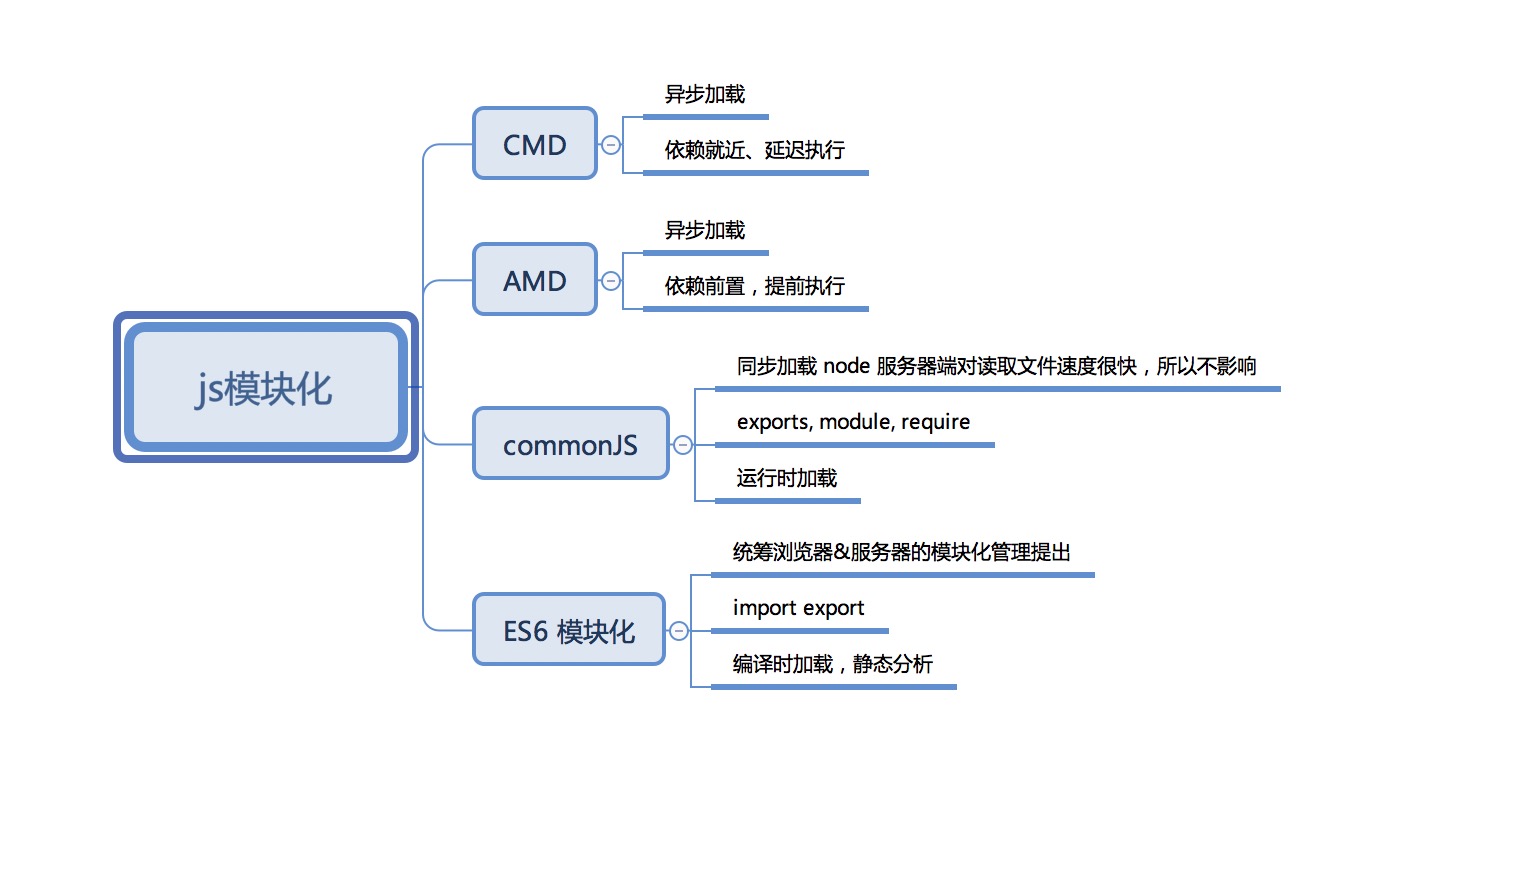 js模块化
CMD
异步加载
依赖就近、延迟执行
AMD
异步加载
依赖前置，提前执行
commonJS
同步加载 node 服务器端对读取文件速度很快，所以不影响
exports, module, require
运行时加载
ES6 模块化
统筹浏览器&服务器的模块化管理提出
import export
编译时加载，静态分析